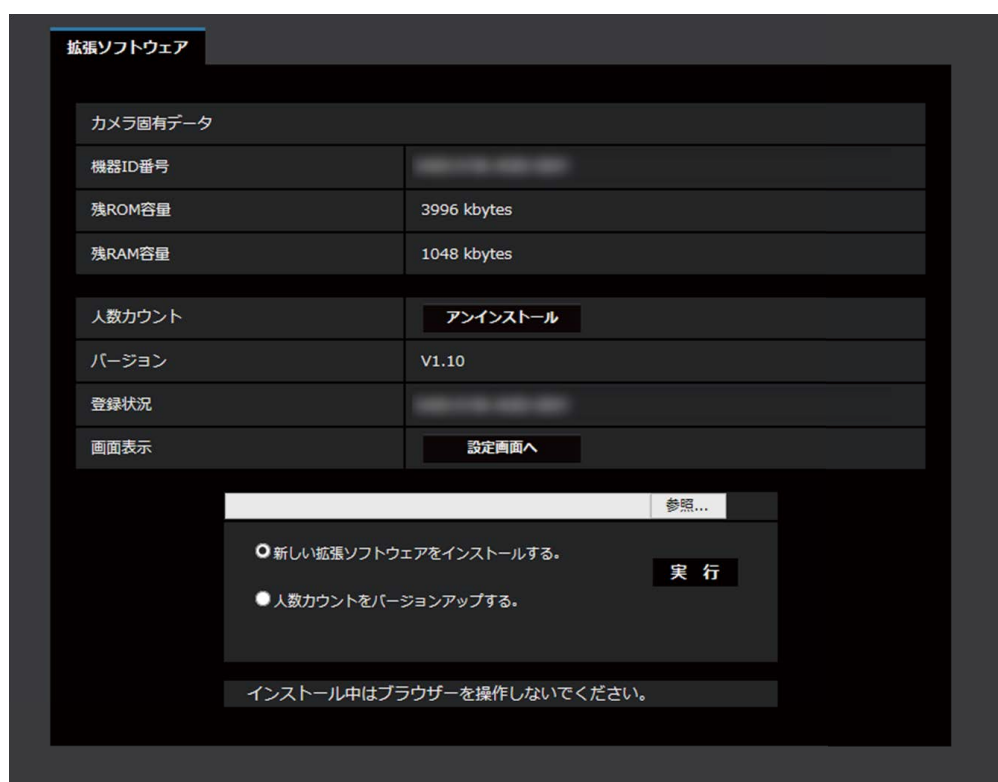 拡張ソフトウェア
カメラ固有データ
機器ID番号
残ROM容量 3996 kbytes
残RAM容量 1048 kbytes
人数カウント アンインストール
バージョン V1.10
登録状況
画面表示 設定画面へ
参照...
新しい拡張ソフトウェアをインストールする。
実 行
人数カウントをバージョンアップする。
インストール中はブラウザーを操作しないでください。